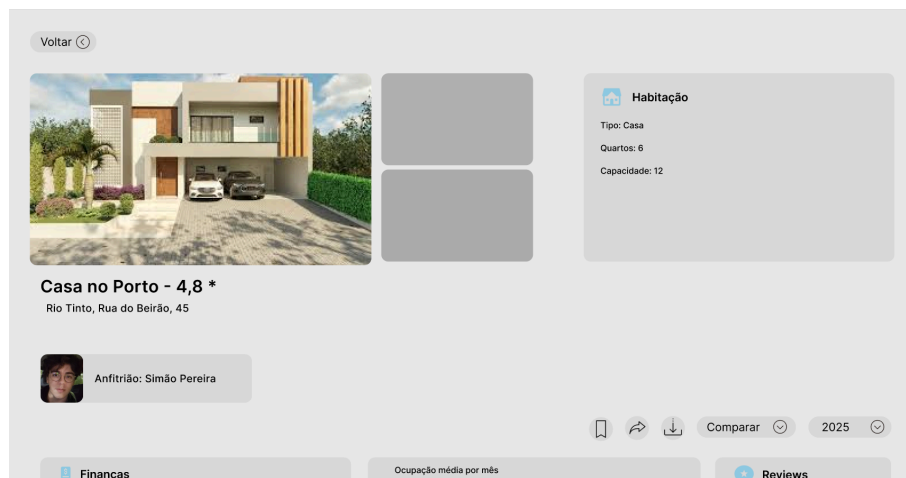 Voltar
Habitação
Tipo: Casa
Quartos: 6
Capacidade: 12
Casa no Porto - 4,8 *
Rio Tinto, Rua do Beirão, 45
Anfitrião: Simão Pereira
Comparar
2025
Finanças
Ocupação média por mês
Reviews